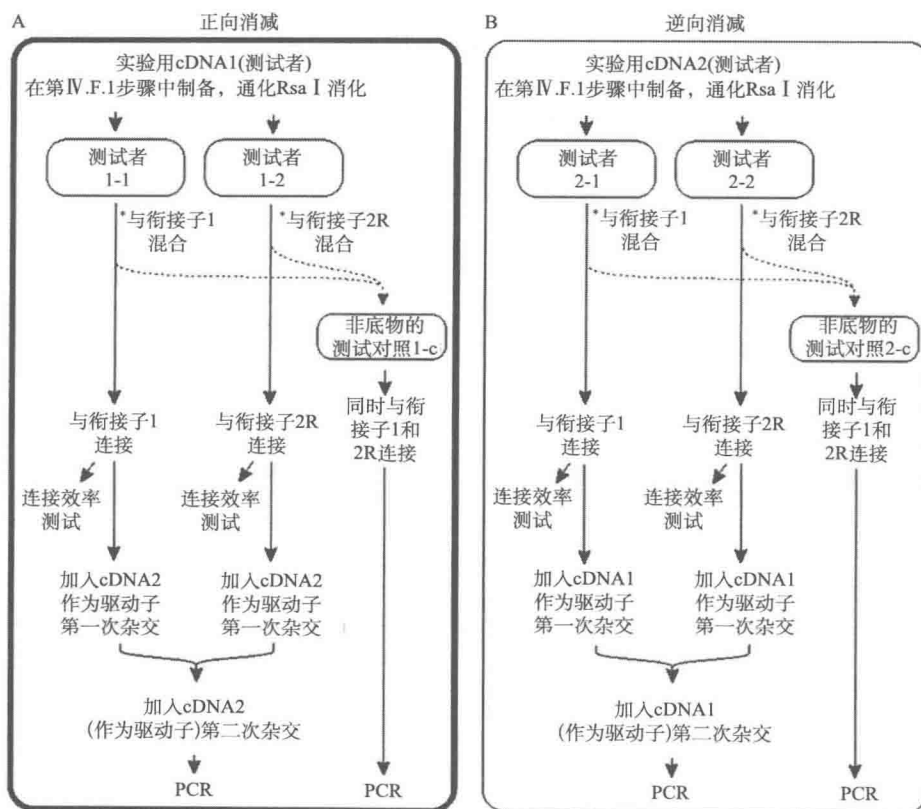 A
正向消减
实验用cDNA1(测试者)
在第Ⅳ.F.1步骤中制备，通化RsaⅠ消化
测试者
1-1
测试者
1-2
*与衔接子1
混合
*与衔接子2R
混合
非底物的
测试对照1-c
与衔接子1
连接
与衔接子2R
连接
同时与衔
接子1和
2R连接
连接效率
测试
连接效率
测试
加入cDNA2
作为驱动子
第一次杂交
加入cDNA2
作为驱动子
第一次杂交
加入cDNA2
(作为驱动子)第二次杂交
PCR
PCR
B
逆向消减
实验用cDNA2(测试者)
在第Ⅳ.F.1步骤中制备，通化RsaⅠ消化
测试者
2-1
测试者
2-2
*与衔接子1
混合
*与衔接子2R
混合
非底物的
测试对照2-c
与衔接子1
连接
与衔接子2R
连接
同时与衔
接子1和
2R连接
连接效率
测试
连接效率
测试
加入cDNA1
作为驱动子
第一次杂交
加入cDNA1
作为驱动子
第一次杂交
加入cDNA1
(作为驱动子)第二次杂交
PCR
PCR